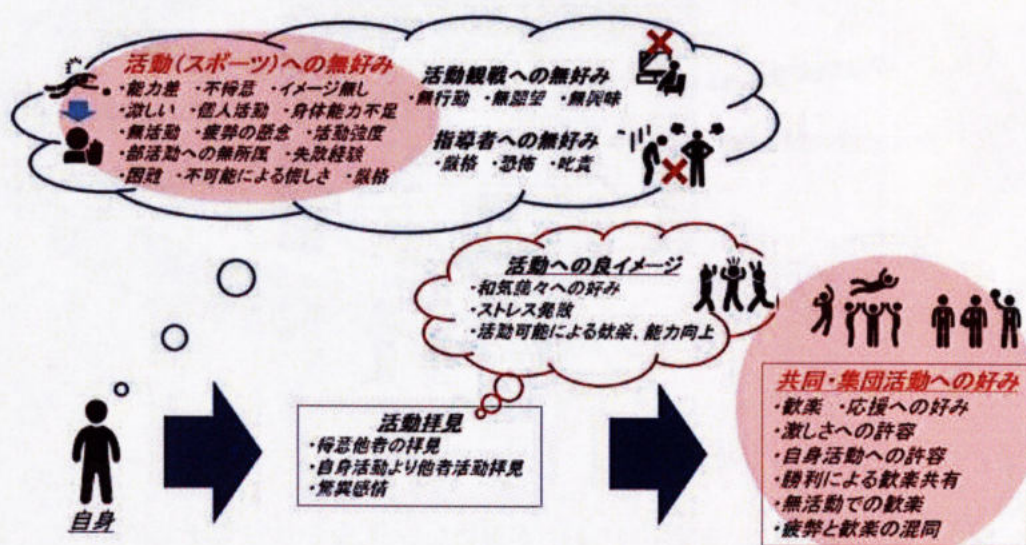 活動(スポーツ)への無好み
・能力差 ・不得意 ・イメージ無し
・激しい ・個人活動 ・身体能力不足
・無活動 ・疲弊の懸念 ・活動強度
・部活動への無所属 ・失敗経験
・困難 ・不可能による悔しさ ・厳格
活動観戦への無好み
・無行動 ・無願望 ・無興味
指導者への無好み
・厳格 ・恐怖 ・叱責
活動への良イメージ
・和気藹々への好み
・ストレス発散
・活動可能による歓楽、能力向上
自身
活動拝見
・得意他者の拝見
・自身活動より他者活動拝見
・驚異感情
共同・集団活動への好み
・歓楽 ・応援への好み
・激しさへの許容
・自身活動への許容
・勝利による歓楽共有
・無活動での歓楽
・疲弊と歓楽の混同